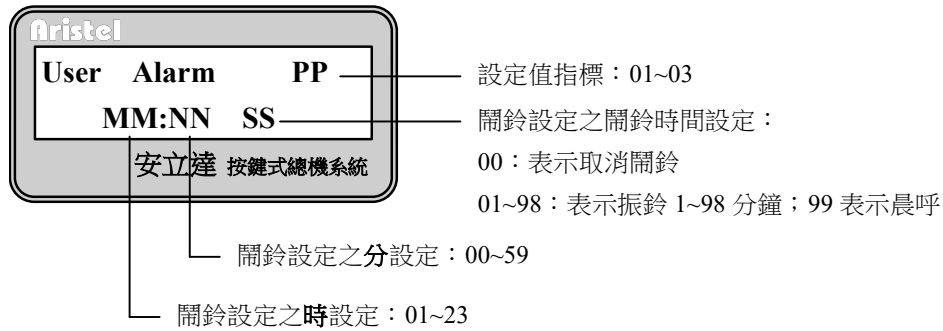 Aristel
User Alarm PP
MM:NN SS
安立達 按鍵式總機系統
設定值指標：01~03
鬧鈴設定之鬧鈴時間設定：
00：表示取消鬧鈴
01~98：表示振鈴 1~98 分鐘；99 表示晨呼
鬧鈴設定之分設定：00~59
鬧鈴設定之時設定：01~23